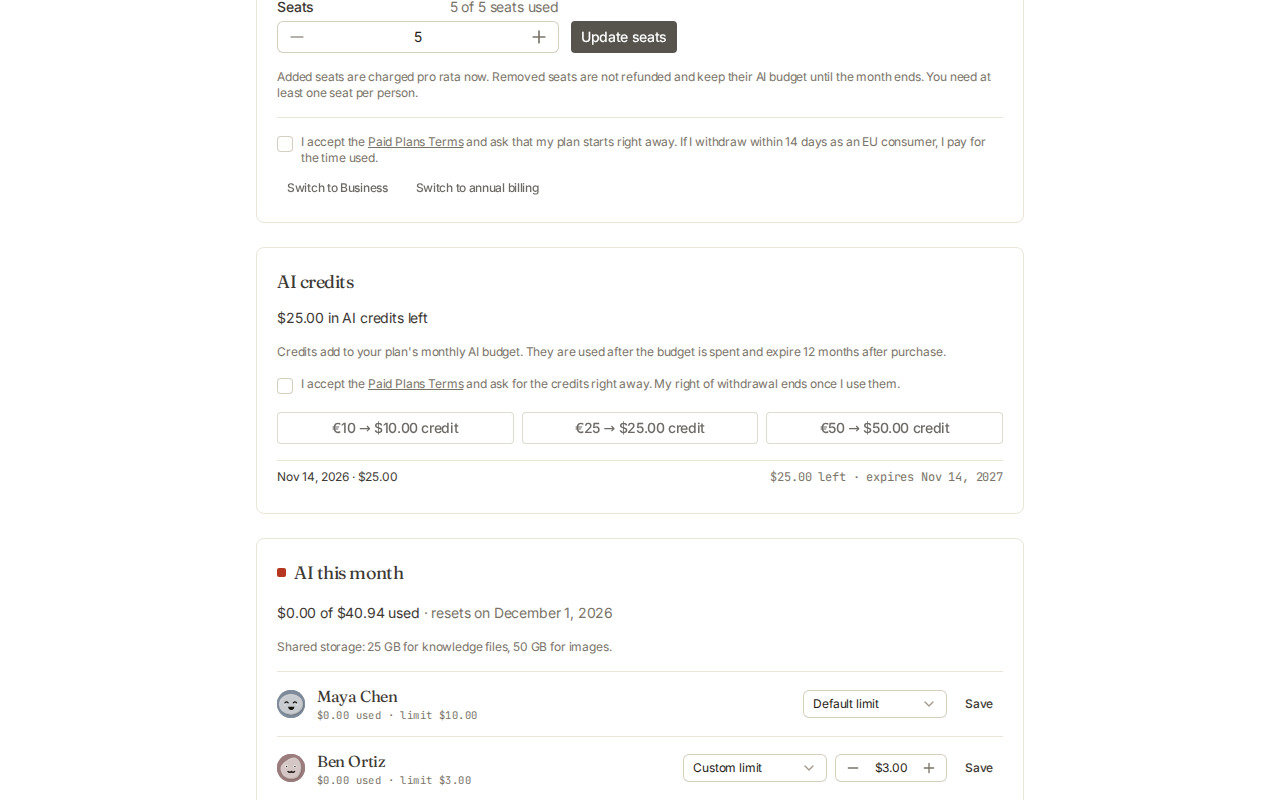 Seats
5 of 5 seats used
5
Update seats
Added seats are charged pro rata now. Removed seats are not refunded and keep their AI budget until the month ends. You need at
least one seat per person.
I accept the Paid Plans Terms and ask that my plan starts right away. If I withdraw within 14 days as an EU consumer, I pay for
the time used.
Switch to Business
Switch to annual billing
AI credits
$25.00 in AI credits left
Credits add to your plan's monthly AI budget. They are used after the budget is spent and expire 12 months after purchase.
I accept the Paid Plans Terms and ask for the credits right away. My right of withdrawal ends once I use them.
€10 → $10.00 credit
€25 → $25.00 credit
€50 → $50.00 credit
Nov 14, 2026 · $25.00
$25.00 left · expires Nov 14, 2027
AI this month
$0.00 of $40.94 used · resets on December 1, 2026
Shared storage: 25 GB for knowledge files, 50 GB for images.
Maya Chen
$0.00 used · limit $10.00
Default limit
Save
Ben Ortiz
$0.00 used · limit $3.00
Custom limit
$3.00
Save